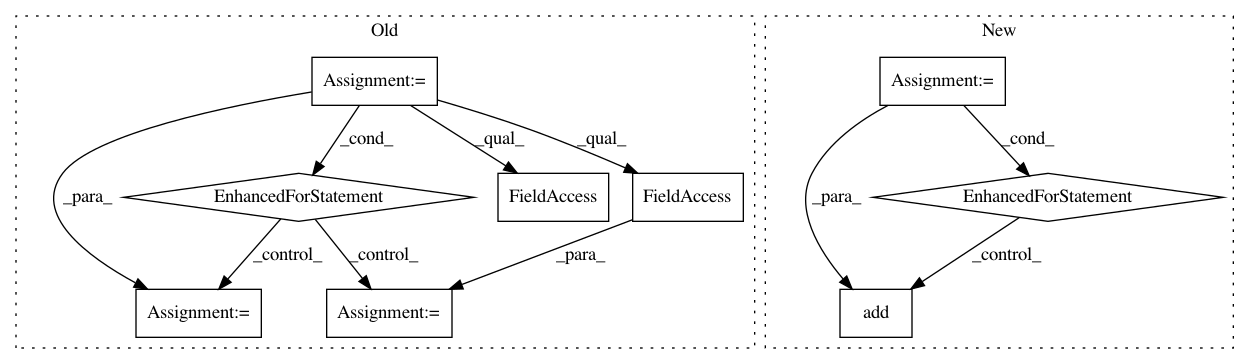 Old
New
Assignment:=
Assignment:=
_cond_
_qual_
_qual_
_cond_
_para_
EnhancedForStatement
FieldAccess
FieldAccess
_para_
EnhancedForStatement
_control_
_control_
_para_
_control_
Assignment:=
Assignment:=
add